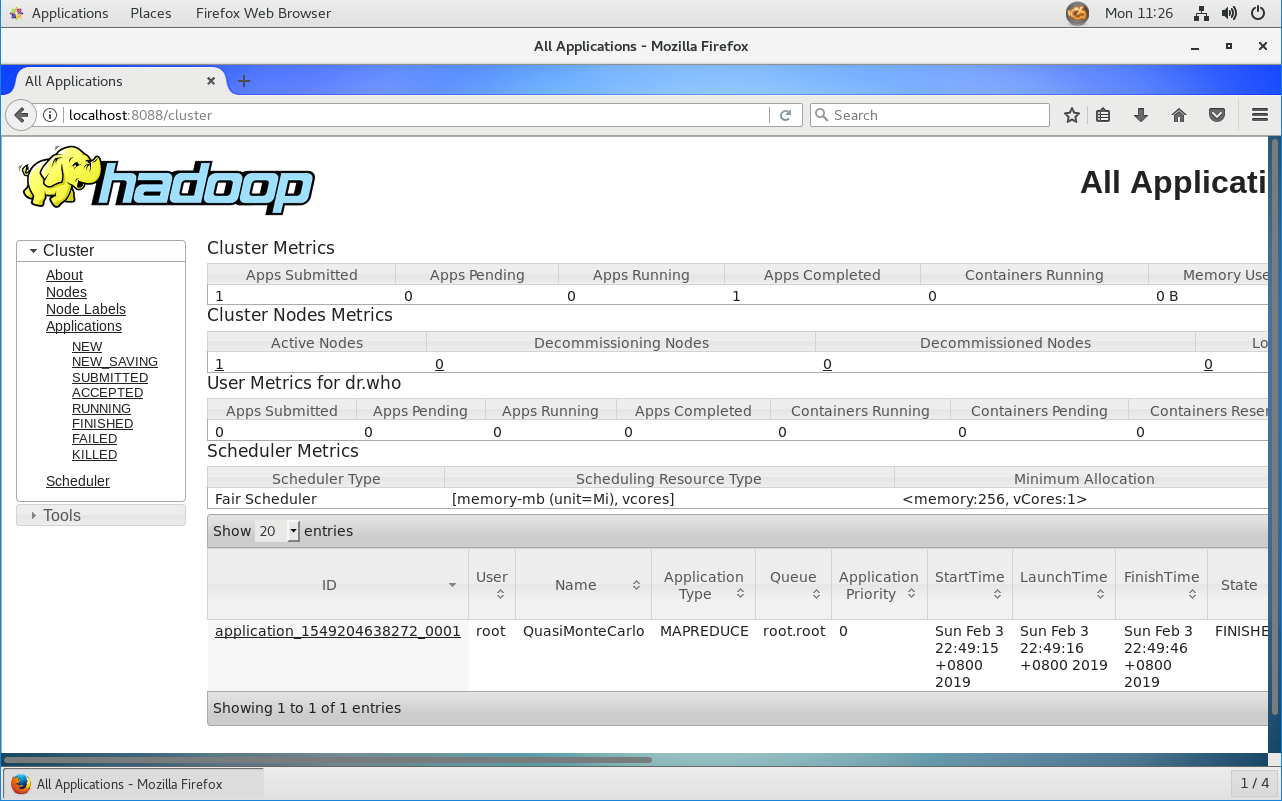 Applications Places Firefox Web Browser Mon 11:26
All Applications - Mozilla Firefox
All Applications
localhost:8088/cluster Search
hadoop
All Applicati
Cluster
About
Nodes
Node Labels
Applications
NEW
NEW_SAVING
SUBMITTED
ACCEPTED
RUNNING
FINISHED
FAILED
KILLED
Scheduler
Tools
Cluster Metrics
Apps Submitted Apps Pending Apps Running Apps Completed Containers Running Memory Use
1 0 0 1 0 0 B
Cluster Nodes Metrics
Active Nodes Decommissioning Nodes Decommissioned Nodes Lo
1 0 0 0
User Metrics for dr.who
Apps Submitted Apps Pending Apps Running Apps Completed Containers Running Containers Pending Containers Reser
0 0 0 0 0 0 0
Scheduler Metrics
Scheduler Type Scheduling Resource Type Minimum Allocation
Fair Scheduler [memory-mb (unit=Mi), vcores] <memory:256, vCores:1>
Show 20 entries
ID User Name Application Type Queue Application Priority StartTime LaunchTime FinishTime State
application_1549204638272_0001 root QuasiMonteCarlo MAPREDUCE root.root 0 Sun Feb 3 Sun Feb 3 Sun Feb 3 FINISHE
22:49:15 22:49:16 22:49:46
+0800 +0800 2019 +0800
2019 2019
Showing 1 to 1 of 1 entries
All Applications - Mozilla Firefox 1 / 4